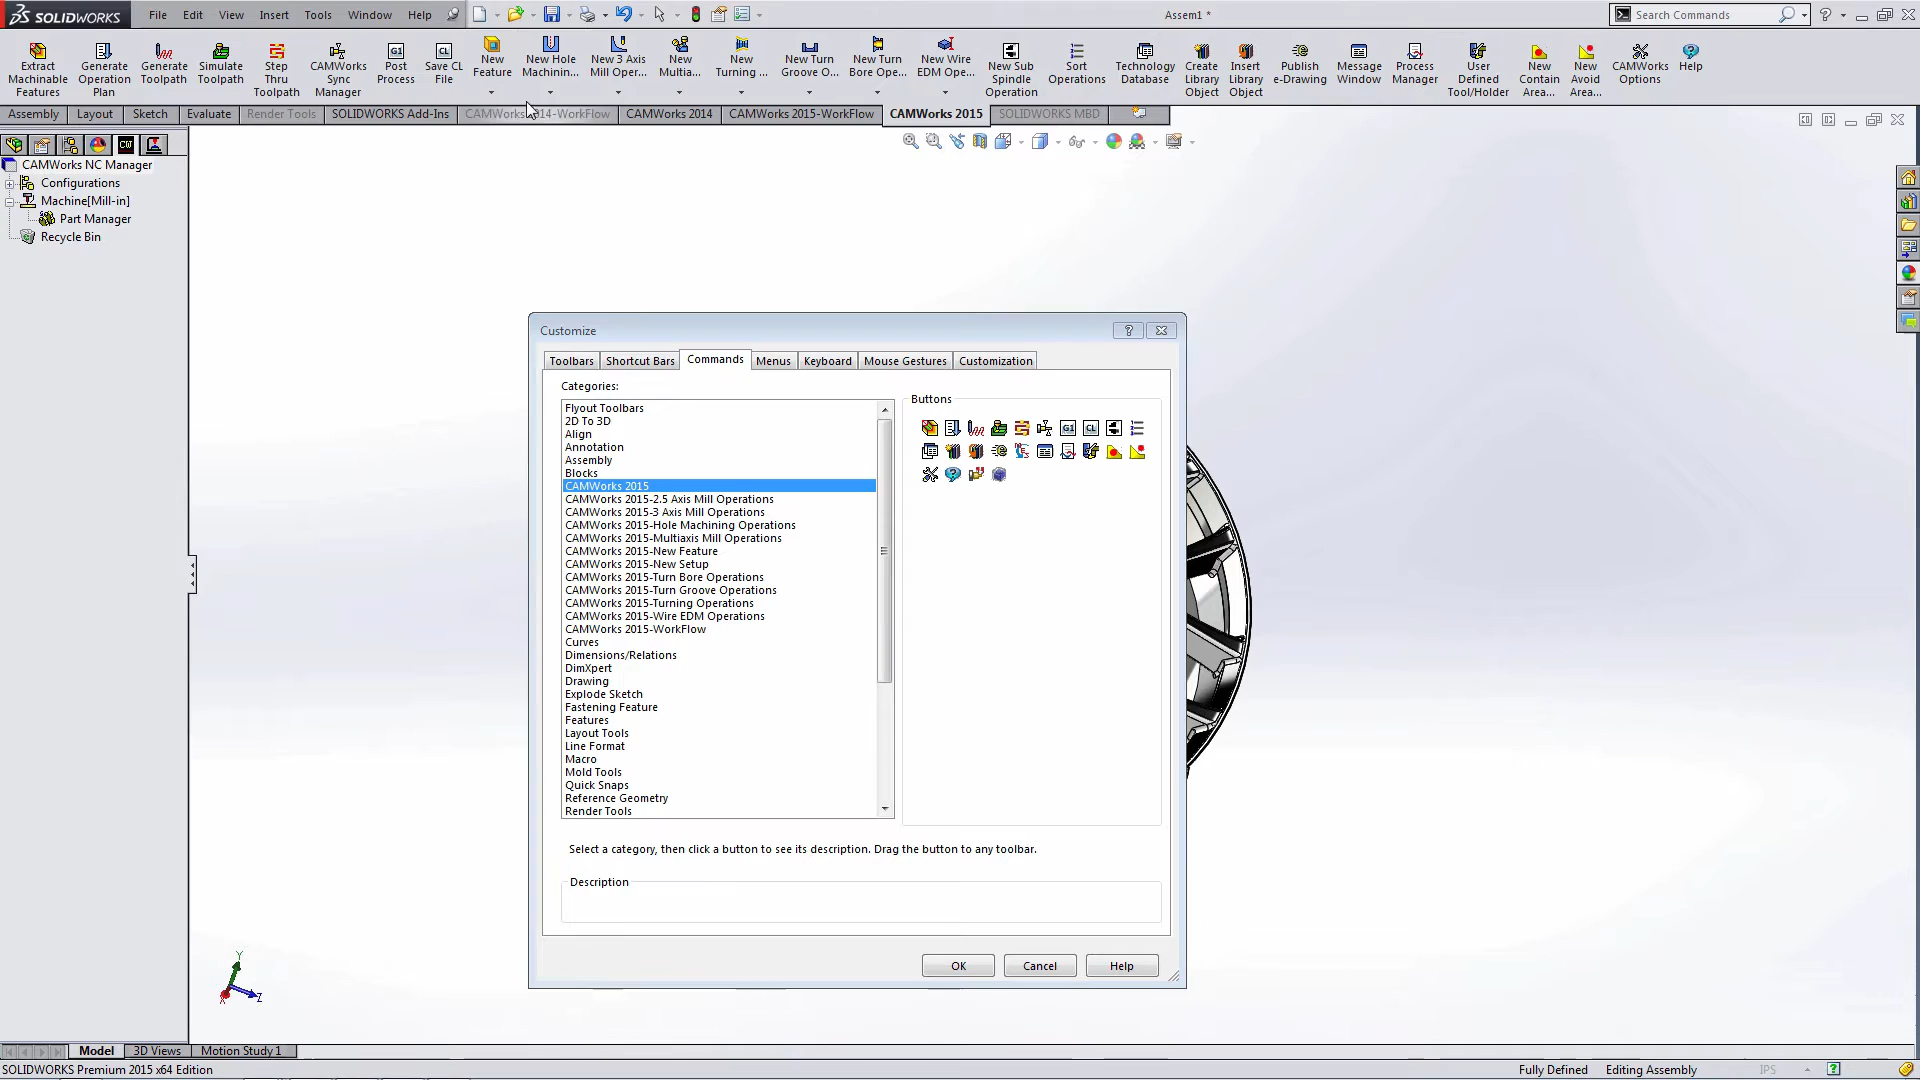 SOLIDWORKS File Edit View Insert Tools Window Help Assem1 * Search Commands
Extract Machinable Features
Generate Operation Plan
Generate Toolpath
Simulate Toolpath
Step Thru Toolpath
CAMWorks Sync Manager
G1 Post Process
CL Save CL File
New Feature
New Hole Machinin...
New 3 Axis Mill Oper...
New Multia...
New Turning ...
New Turn Groove O...
New Turn Bore Ope...
New Wire EDM Ope...
New Sub Spindle Operation
Sort Operations
Technology Database
Create Library Object
Insert Library Object
Publish e-Drawing
Message Window
Process Manager
User Defined Tool/Holder
New Contain Area...
New Avoid Area...
CAMWorks Options
Help
Assembly Layout Sketch Evaluate Render Tools SOLIDWORKS Add-Ins CAMWorks 14-WorkFlow CAMWorks 2014 CAMWorks 2015-WorkFlow CAMWorks 2015 SOLIDWORKS MBD
CW
CAMWorks NC Manager
Configurations
Machine[Mill-in]
Part Manager
Recycle Bin
Customize
Toolbars Shortcut Bars Commands Menus Keyboard Mouse Gestures Customization
Categories:
Buttons
Flyout Toolbars
2D To 3D
Align
Annotation
Assembly
Blocks
CAMWorks 2015
CAMWorks 2015-2.5 Axis Mill Operations
CAMWorks 2015-3 Axis Mill Operations
CAMWorks 2015-Hole Machining Operations
CAMWorks 2015-Multiaxis Mill Operations
CAMWorks 2015-New Feature
CAMWorks 2015-New Setup
CAMWorks 2015-Turn Bore Operations
CAMWorks 2015-Turn Groove Operations
CAMWorks 2015-Turning Operations
CAMWorks 2015-Wire EDM Operations
CAMWorks 2015-WorkFlow
Curves
Dimensions/Relations
DimXpert
Drawing
Explode Sketch
Fastening Feature
Features
Layout Tools
Line Format
Macro
Mold Tools
Quick Snaps
Reference Geometry
Render Tools
G1 CL
Select a category, then click a button to see its description. Drag the button to any toolbar.
Description
OK Cancel Help
Y
X Z
Model 3D Views Motion Study 1
SOLIDWORKS Premium 2015 x64 Edition Fully Defined Editing Assembly IPS